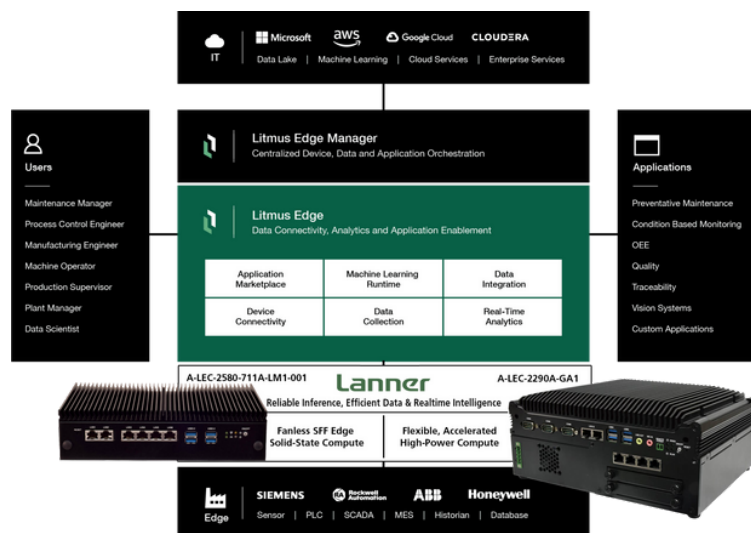 Microsoft
aws
Google Cloud
CLOUDERA
IT
Data Lake | Machine Learning | Cloud Services | Enterprise Services
Users
Maintenance Manager
Process Control Engineer
Manufacturing Engineer
Machine Operator
Production Supervisor
Plant Manager
Data Scientist
Litmus Edge Manager
Centralized Device, Data and Application Orchestration
Litmus Edge
Data Connectivity, Analytics and Application Enablement
Application
Marketplace
Machine Learning
Runtime
Data
Integration
Device
Connectivity
Data
Collection
Real-Time
Analytics
Applications
Preventative Maintenance
Condition Based Monitoring
OEE
Quality
Traceability
Vision Systems
Custom Applications
A-LEC-2580-711A-LM1-001
Lanner
A-LEC-2290A-GA1
Reliable Inference, Efficient Data & Realtime Intelligence
Fanless SFF Edge
Solid-State Compute
Flexible, Accelerated
High-Power Compute
Edge
SIEMENS
Rockwell
Automation
ABB
Honeywell
Sensor | PLC | SCADA | MES | Historian | Database